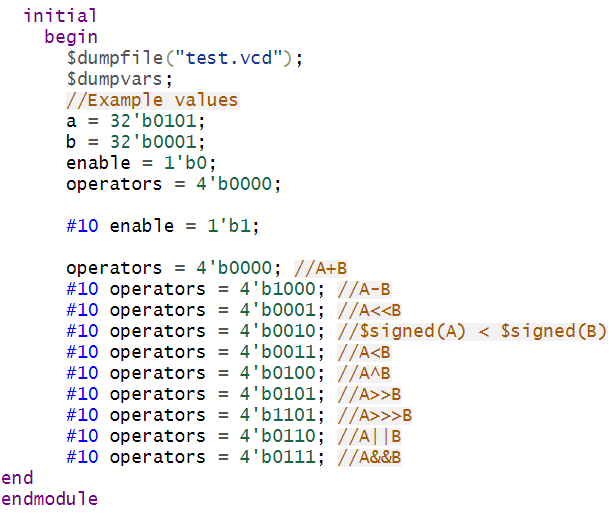 initial
begin
$dumpfile("test.vcd");
$dumpvars;
//Example values
a = 32'b0101;
b = 32'b0001;
enable = 1'b0;
operators = 4'b0000;
#10 enable = 1'b1;
operators = 4'b0000; //A+B
#10 operators = 4'b1000; //A-B
#10 operators = 4'b0001; //A<<B
#10 operators = 4'b0010; //$signed(A) < $signed(B)
#10 operators = 4'b0011; //A<B
#10 operators = 4'b0100; //A^B
#10 operators = 4'b0101; //A>>B
#10 operators = 4'b1101; //A>>>B
#10 operators = 4'b0110; //A||B
#10 operators = 4'b0111; //A&&B
end
endmodule